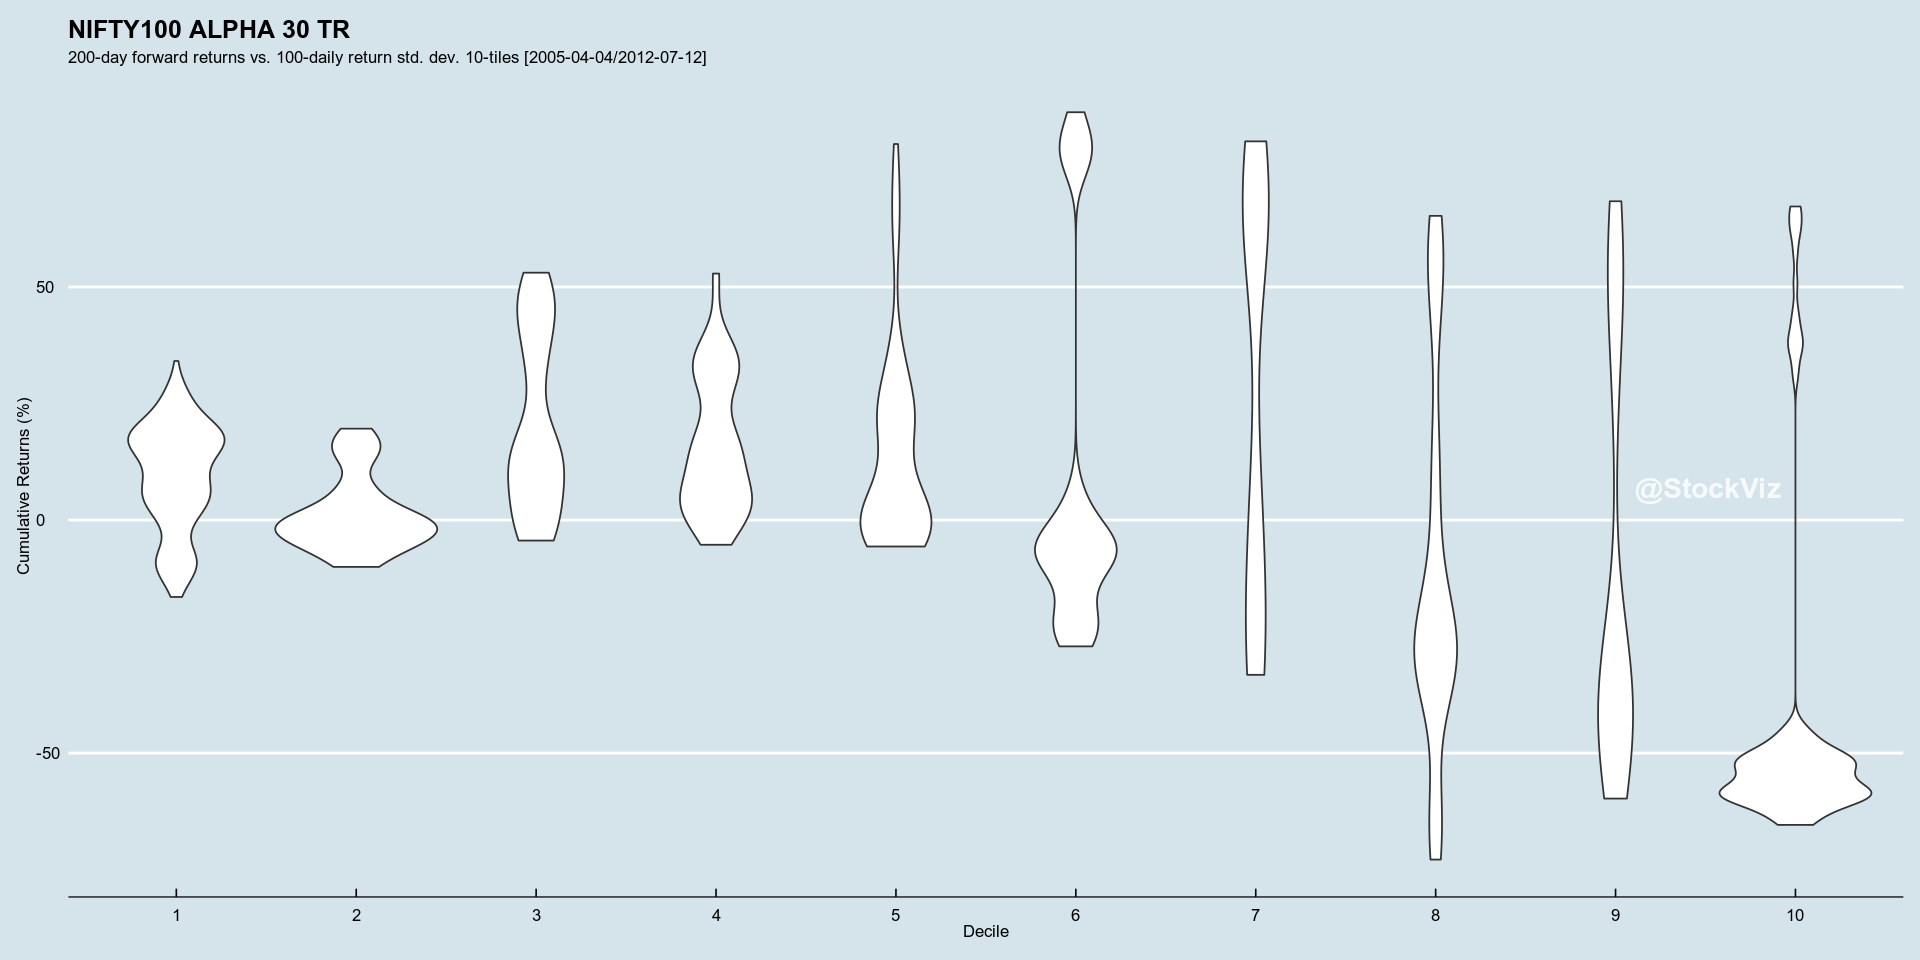 NIFTY100 ALPHA 30 TR
200-day forward returns vs. 100-daily return std. dev. 10-tiles [2005-04-04/2012-07-12]
Cumulative Returns (%)
50
0
-50
@StockViz
1 2 3 4 5 6 7 8 9 10
Decile